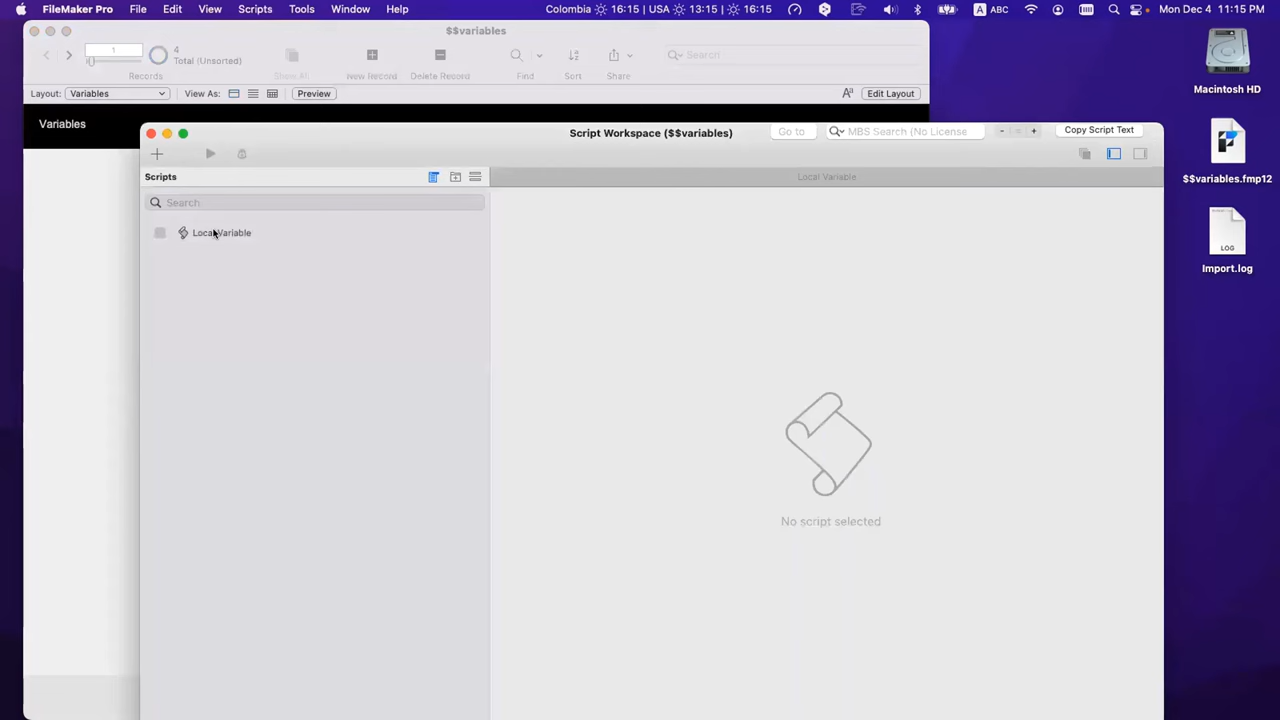 FileMaker Pro File Edit View Scripts Tools Window Help Colombia 16:15 | USA 13:15 | 16:15 A ABC Mon Dec 4 11:15 PM
$$variables
1
4
Total (Unsorted)
Search
Records Show All New Record Delete Record Find Sort Share
Layout: Variables View As: Preview Aa Edit Layout
Variables
Script Workspace ($$variables) Go to MBS Search (No License - = + Copy Script Text
Scripts
Local Variable
Search
Local Variable
No script selected
Macintosh HD
$$variables.fmp12
LOG
Import.log